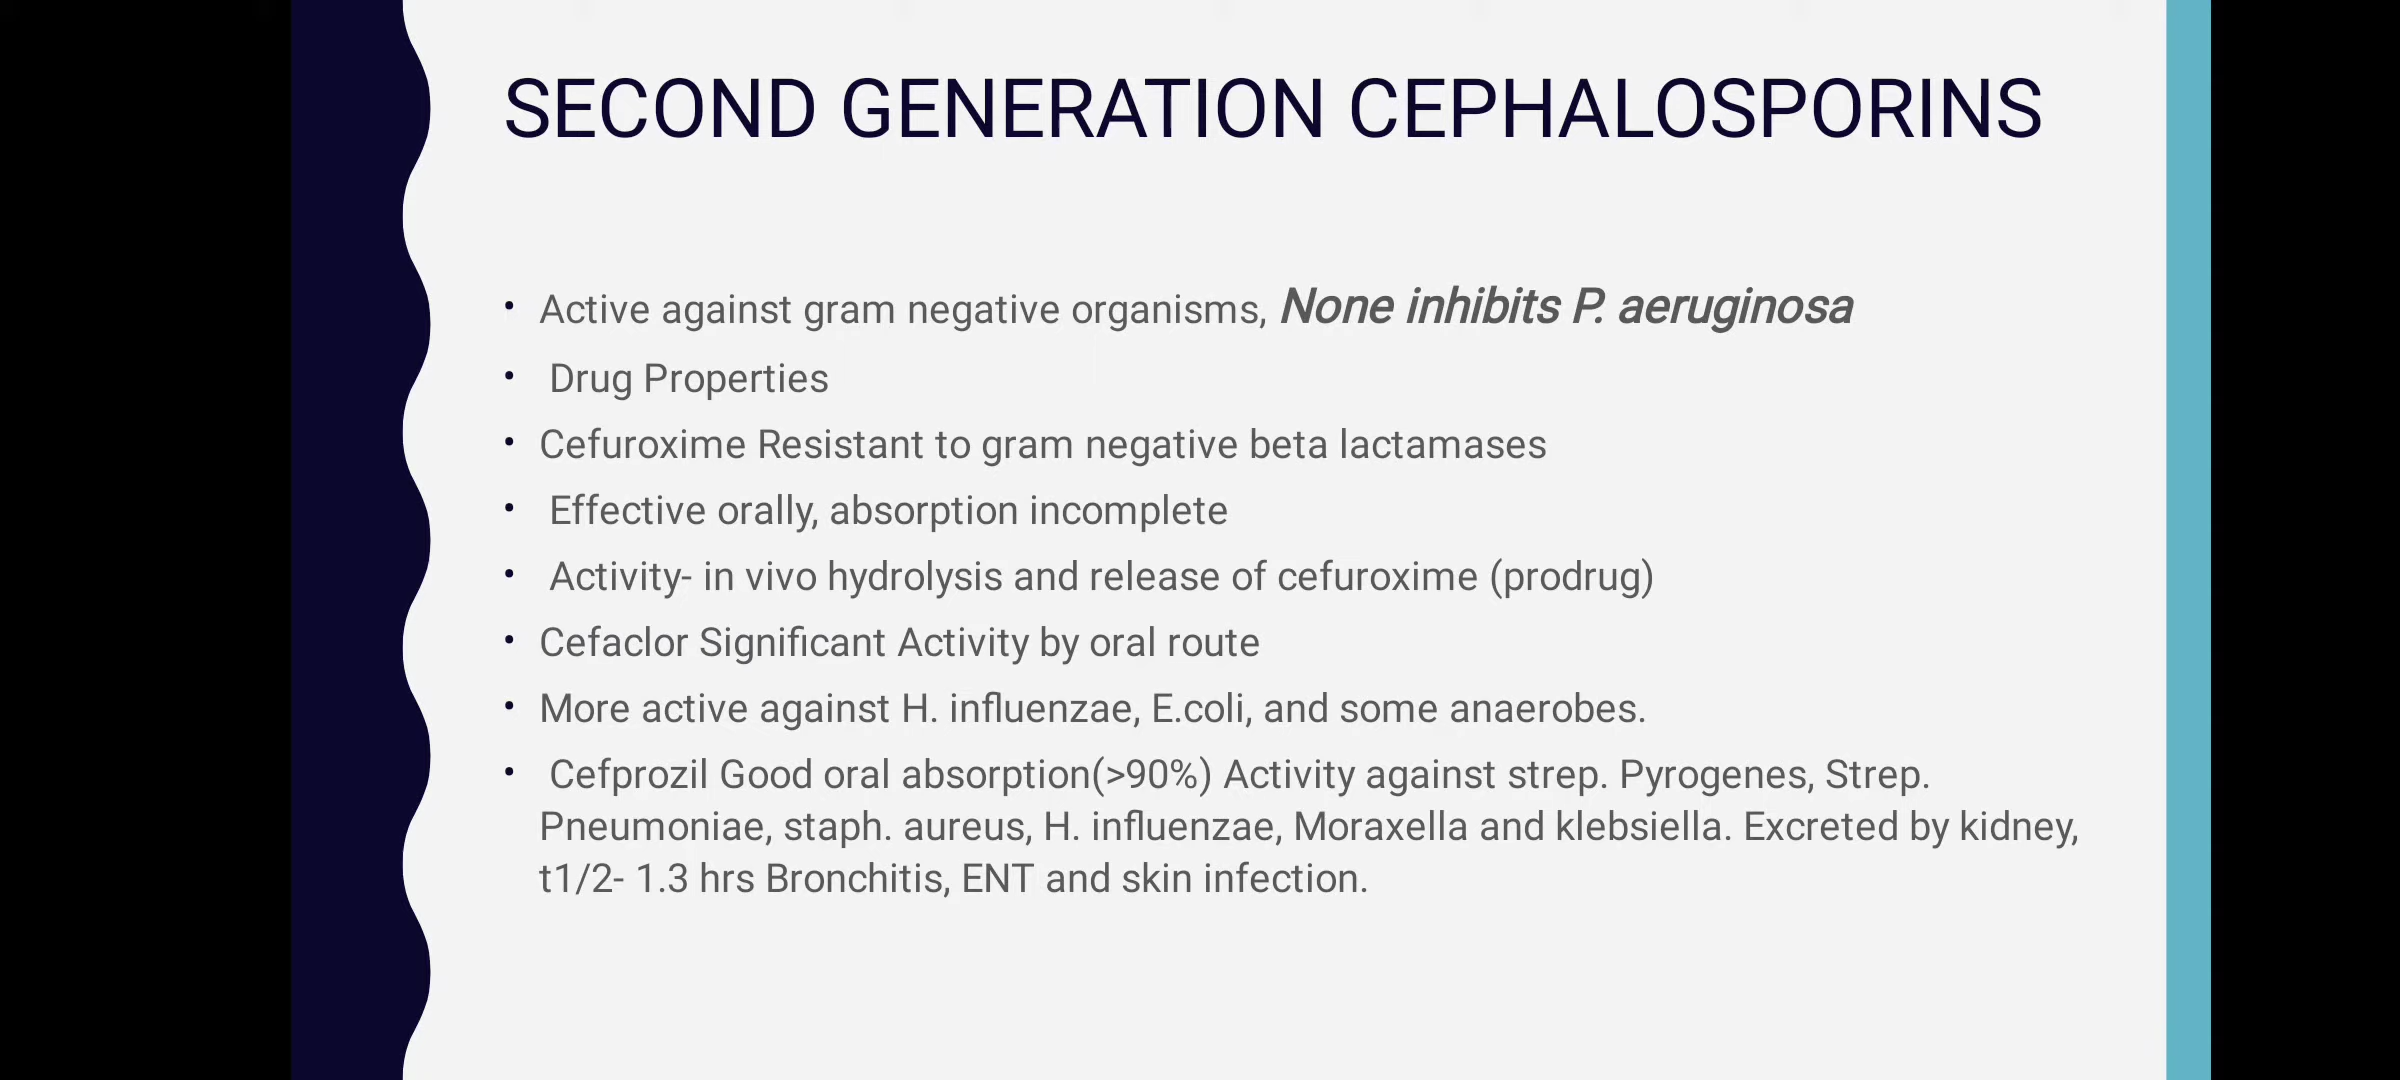 SECOND GENERATION CEPHALOSPORINS
• Active against gram negative organisms, None inhibits P. aeruginosa
• Drug Properties
• Cefuroxime Resistant to gram negative beta lactamases
• Effective orally, absorption incomplete
• Activity- in vivo hydrolysis and release of cefuroxime (prodrug)
• Cefaclor Significant Activity by oral route
• More active against H. influenzae, E.coli, and some anaerobes.
• Cefprozil Good oral absorption(>90%) Activity against strep. Pyrogenes, Strep.
Pneumoniae, staph. aureus, H. influenzae, Moraxella and klebsiella. Excreted by kidney,
t1/2- 1.3 hrs Bronchitis, ENT and skin infection.